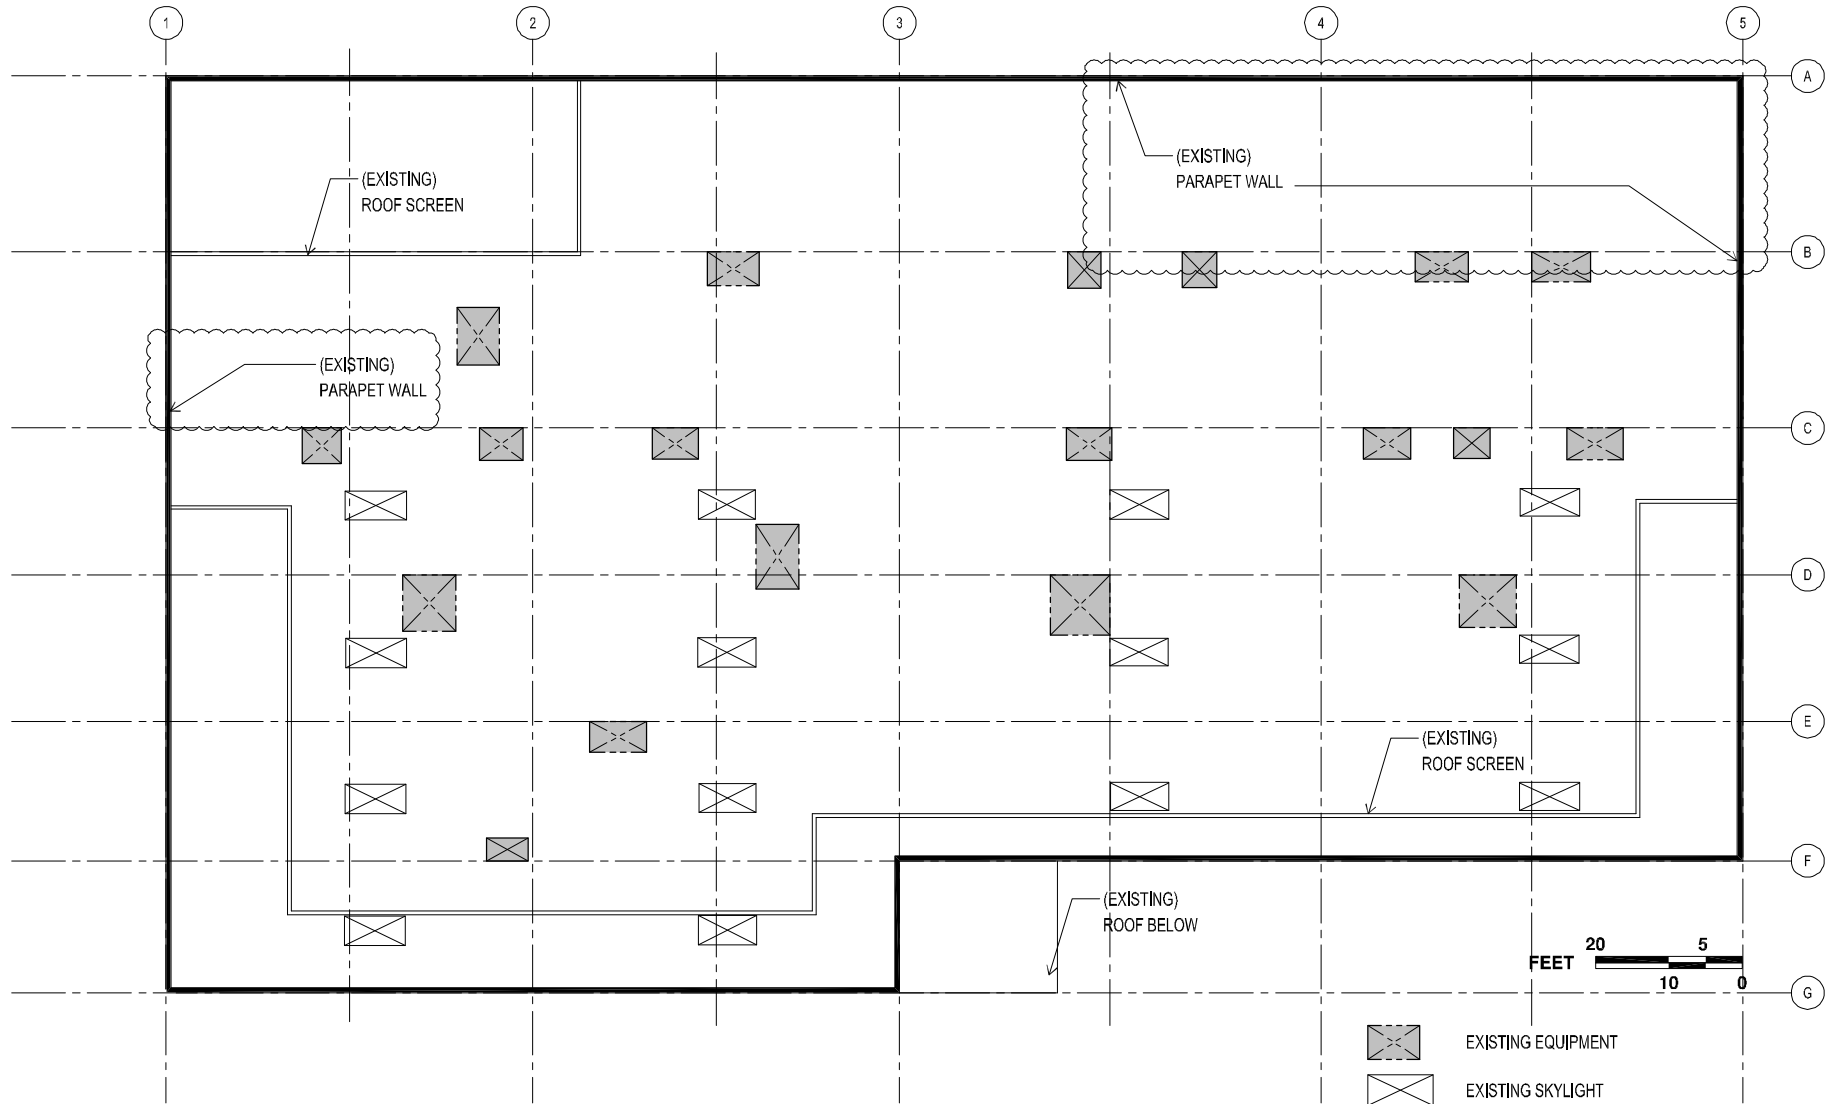 1
2
3
4
5
A
(EXISTING)
PARAPET WALL
(EXISTING)
ROOF SCREEN
B
(EXISTING)
PARAPET WALL
C
D
E
(EXISTING)
ROOF SCREEN
F
(EXISTING)
ROOF BELOW
20 5
FEET
10 0
G
EXISTING EQUIPMENT
EXISTING SKYLIGHT